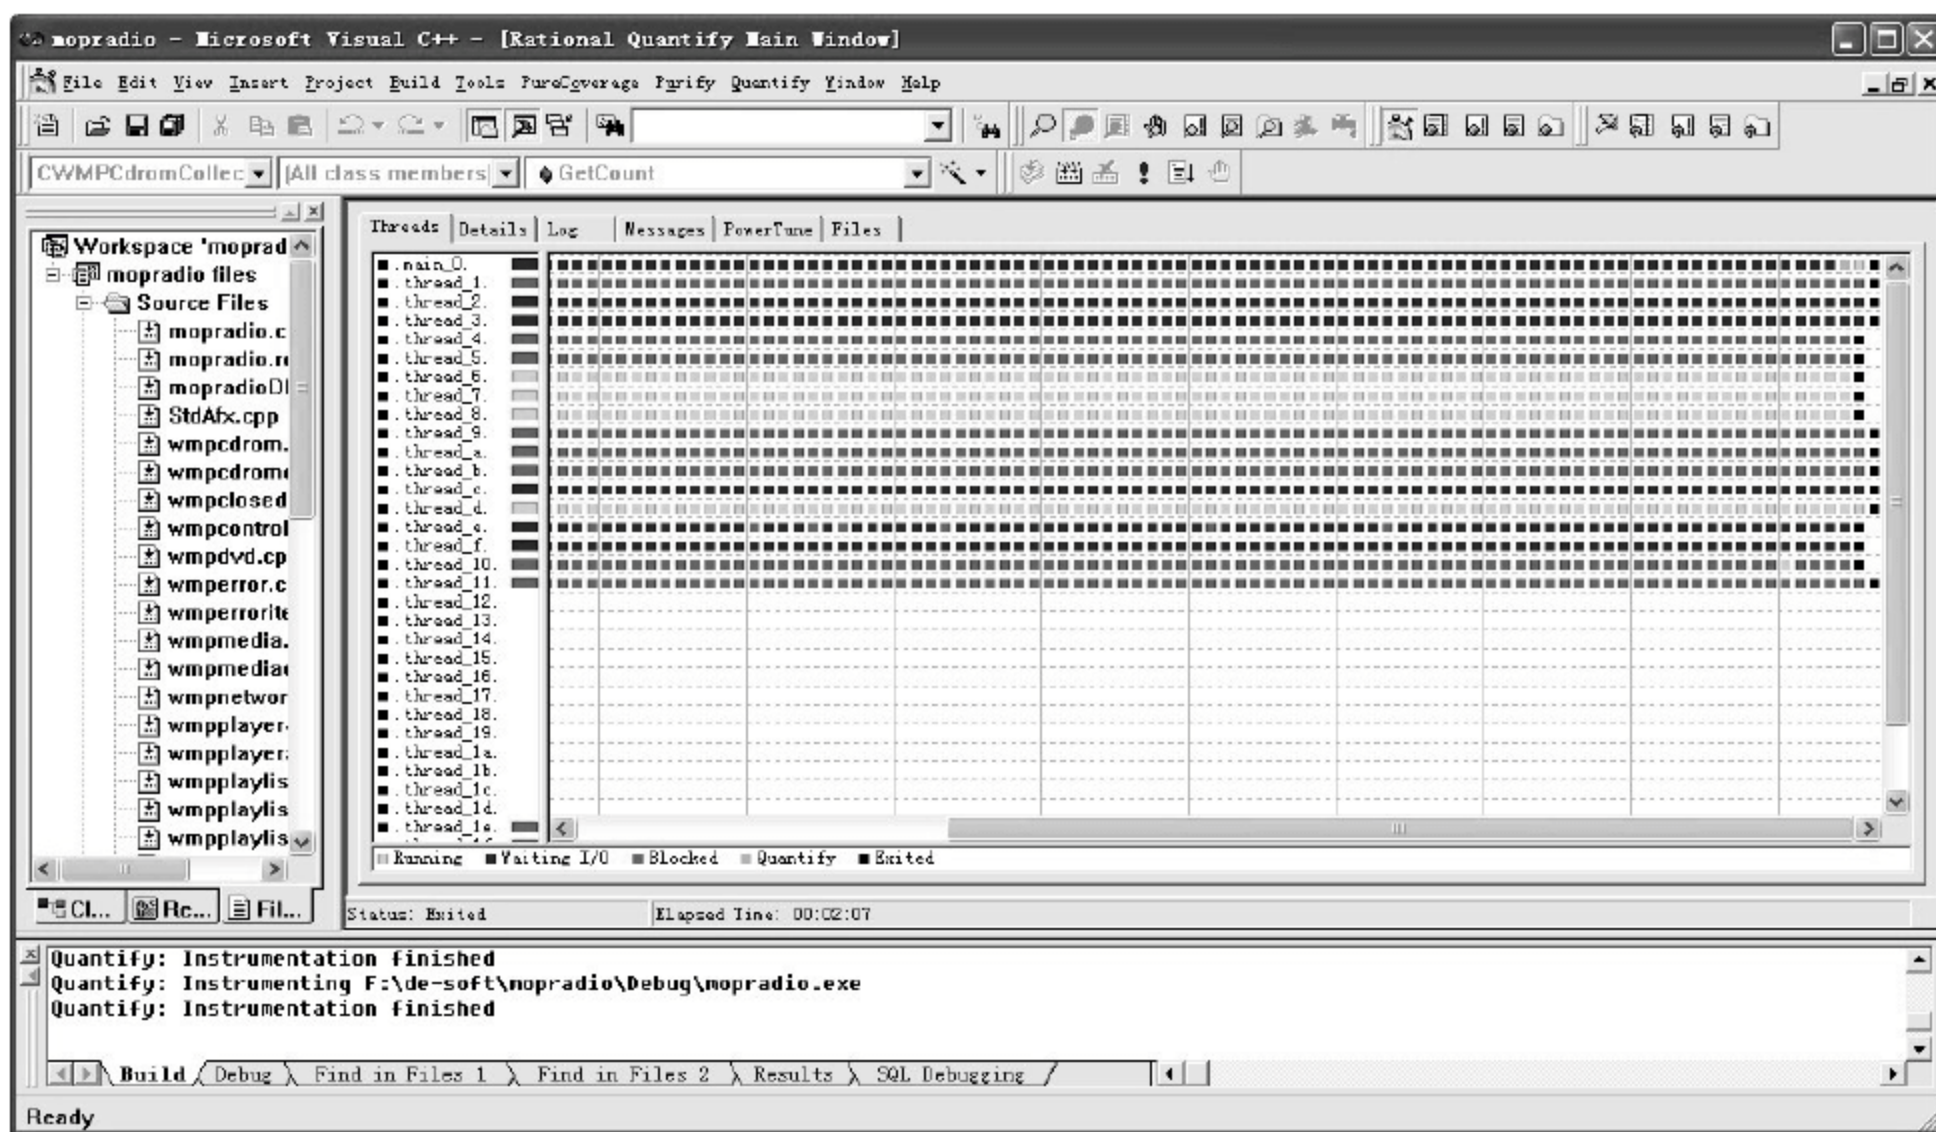 mopradio - Microsoft Visual C++ - [Rational Quantify Main Window]
File Edit View Insert Project Build Tools PureCoverage Purify Quantify Window Help
CWMPCdromCollec (All class members) GetCount
Workspace 'moprad
mopradio files
Source Files
mopradio.c
mopradio.rc
mopradioDl
StdAfx.cpp
wmpcdrom.
wmpcdromc
wmpclosed
wmpcontrol
wmpdvd.cp
wmperror.c
wmperrorite
wmpmedia.
wmpmediac
wmpnetwor
wmpplayer.
wmpplayer
wmpplaylis
wmpplaylis
wmpplaylis
Cl... Re... Fil...
Threads Details Log Messages PowerTune Files
.main_0.
.thread_1.
.thread_2.
.thread_3.
.thread_4.
.thread_5.
.thread_6.
.thread_7.
.thread_8.
.thread_9.
.thread_a.
.thread_b.
.thread_c.
.thread_d.
.thread_e.
.thread_f.
.thread_10.
.thread_11.
.thread_12.
.thread_13.
.thread_14.
.thread_15.
.thread_16.
.thread_17.
.thread_18.
.thread_19.
.thread_1a.
.thread_1b.
.thread_1c.
.thread_1d.
.thread_1e.
Running Waiting I/O Blocked Quantify Exited
Status: Exited Elapsed Time: 00:02:07
Quantify: Instrumentation finished
Quantify: Instrumenting F:\de-soft\mopradio\Debug\mopradio.exe
Quantify: Instrumentation finished
Build Debug Find in Files 1 Find in Files 2 Results SQL Debugging
Ready